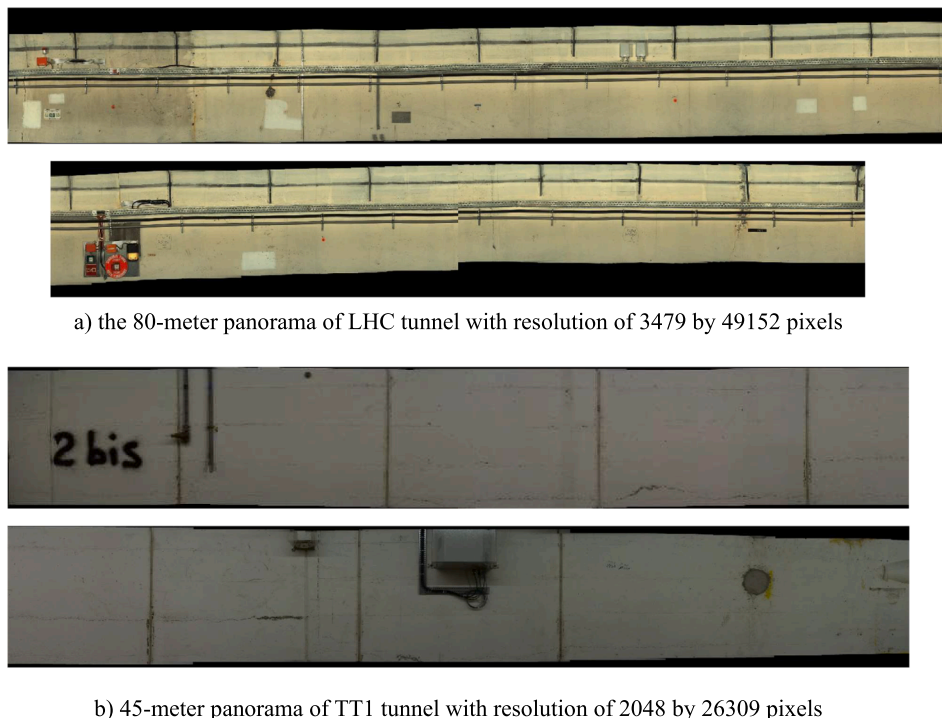 a) the 80-meter panorama of LHC tunnel with resolution of 3479 by 49152 pixels
2 bis
b) 45-meter panorama of TT1 tunnel with resolution of 2048 by 26309 pixels